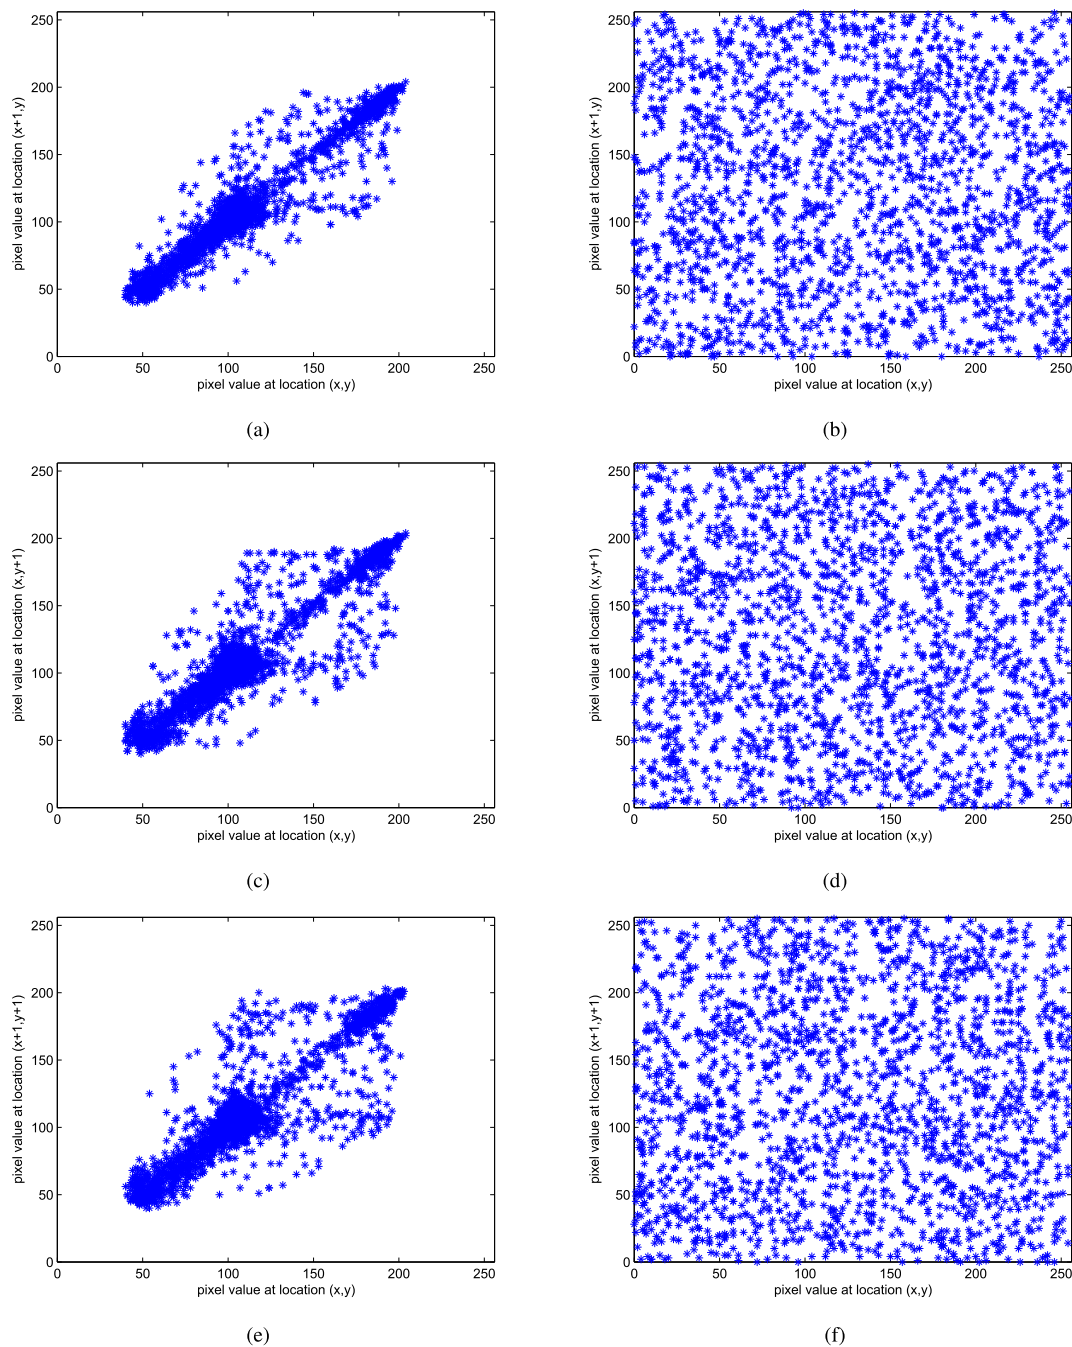 250
200
150
100
50
0
pixel value at location (x+1,y)
0 50 100 150 200 250
pixel value at location (x,y)
(a)
250
200
150
100
50
0
pixel value at location (x+1,y)
0 50 100 150 200 250
pixel value at location (x,y)
(b)
250
200
150
100
50
0
pixel value at location (x,y+1)
0 50 100 150 200 250
pixel value at location (x,y)
(c)
250
200
150
100
50
0
pixel value at location (x,y+1)
0 50 100 150 200 250
pixel value at location (x,y)
(d)
250
200
150
100
50
0
pixel value at location (x+1,y+1)
0 50 100 150 200 250
pixel value at location (x,y)
(e)
250
200
150
100
50
0
pixel value at location (x+1,y+1)
0 50 100 150 200 250
pixel value at location (x,y)
(f)